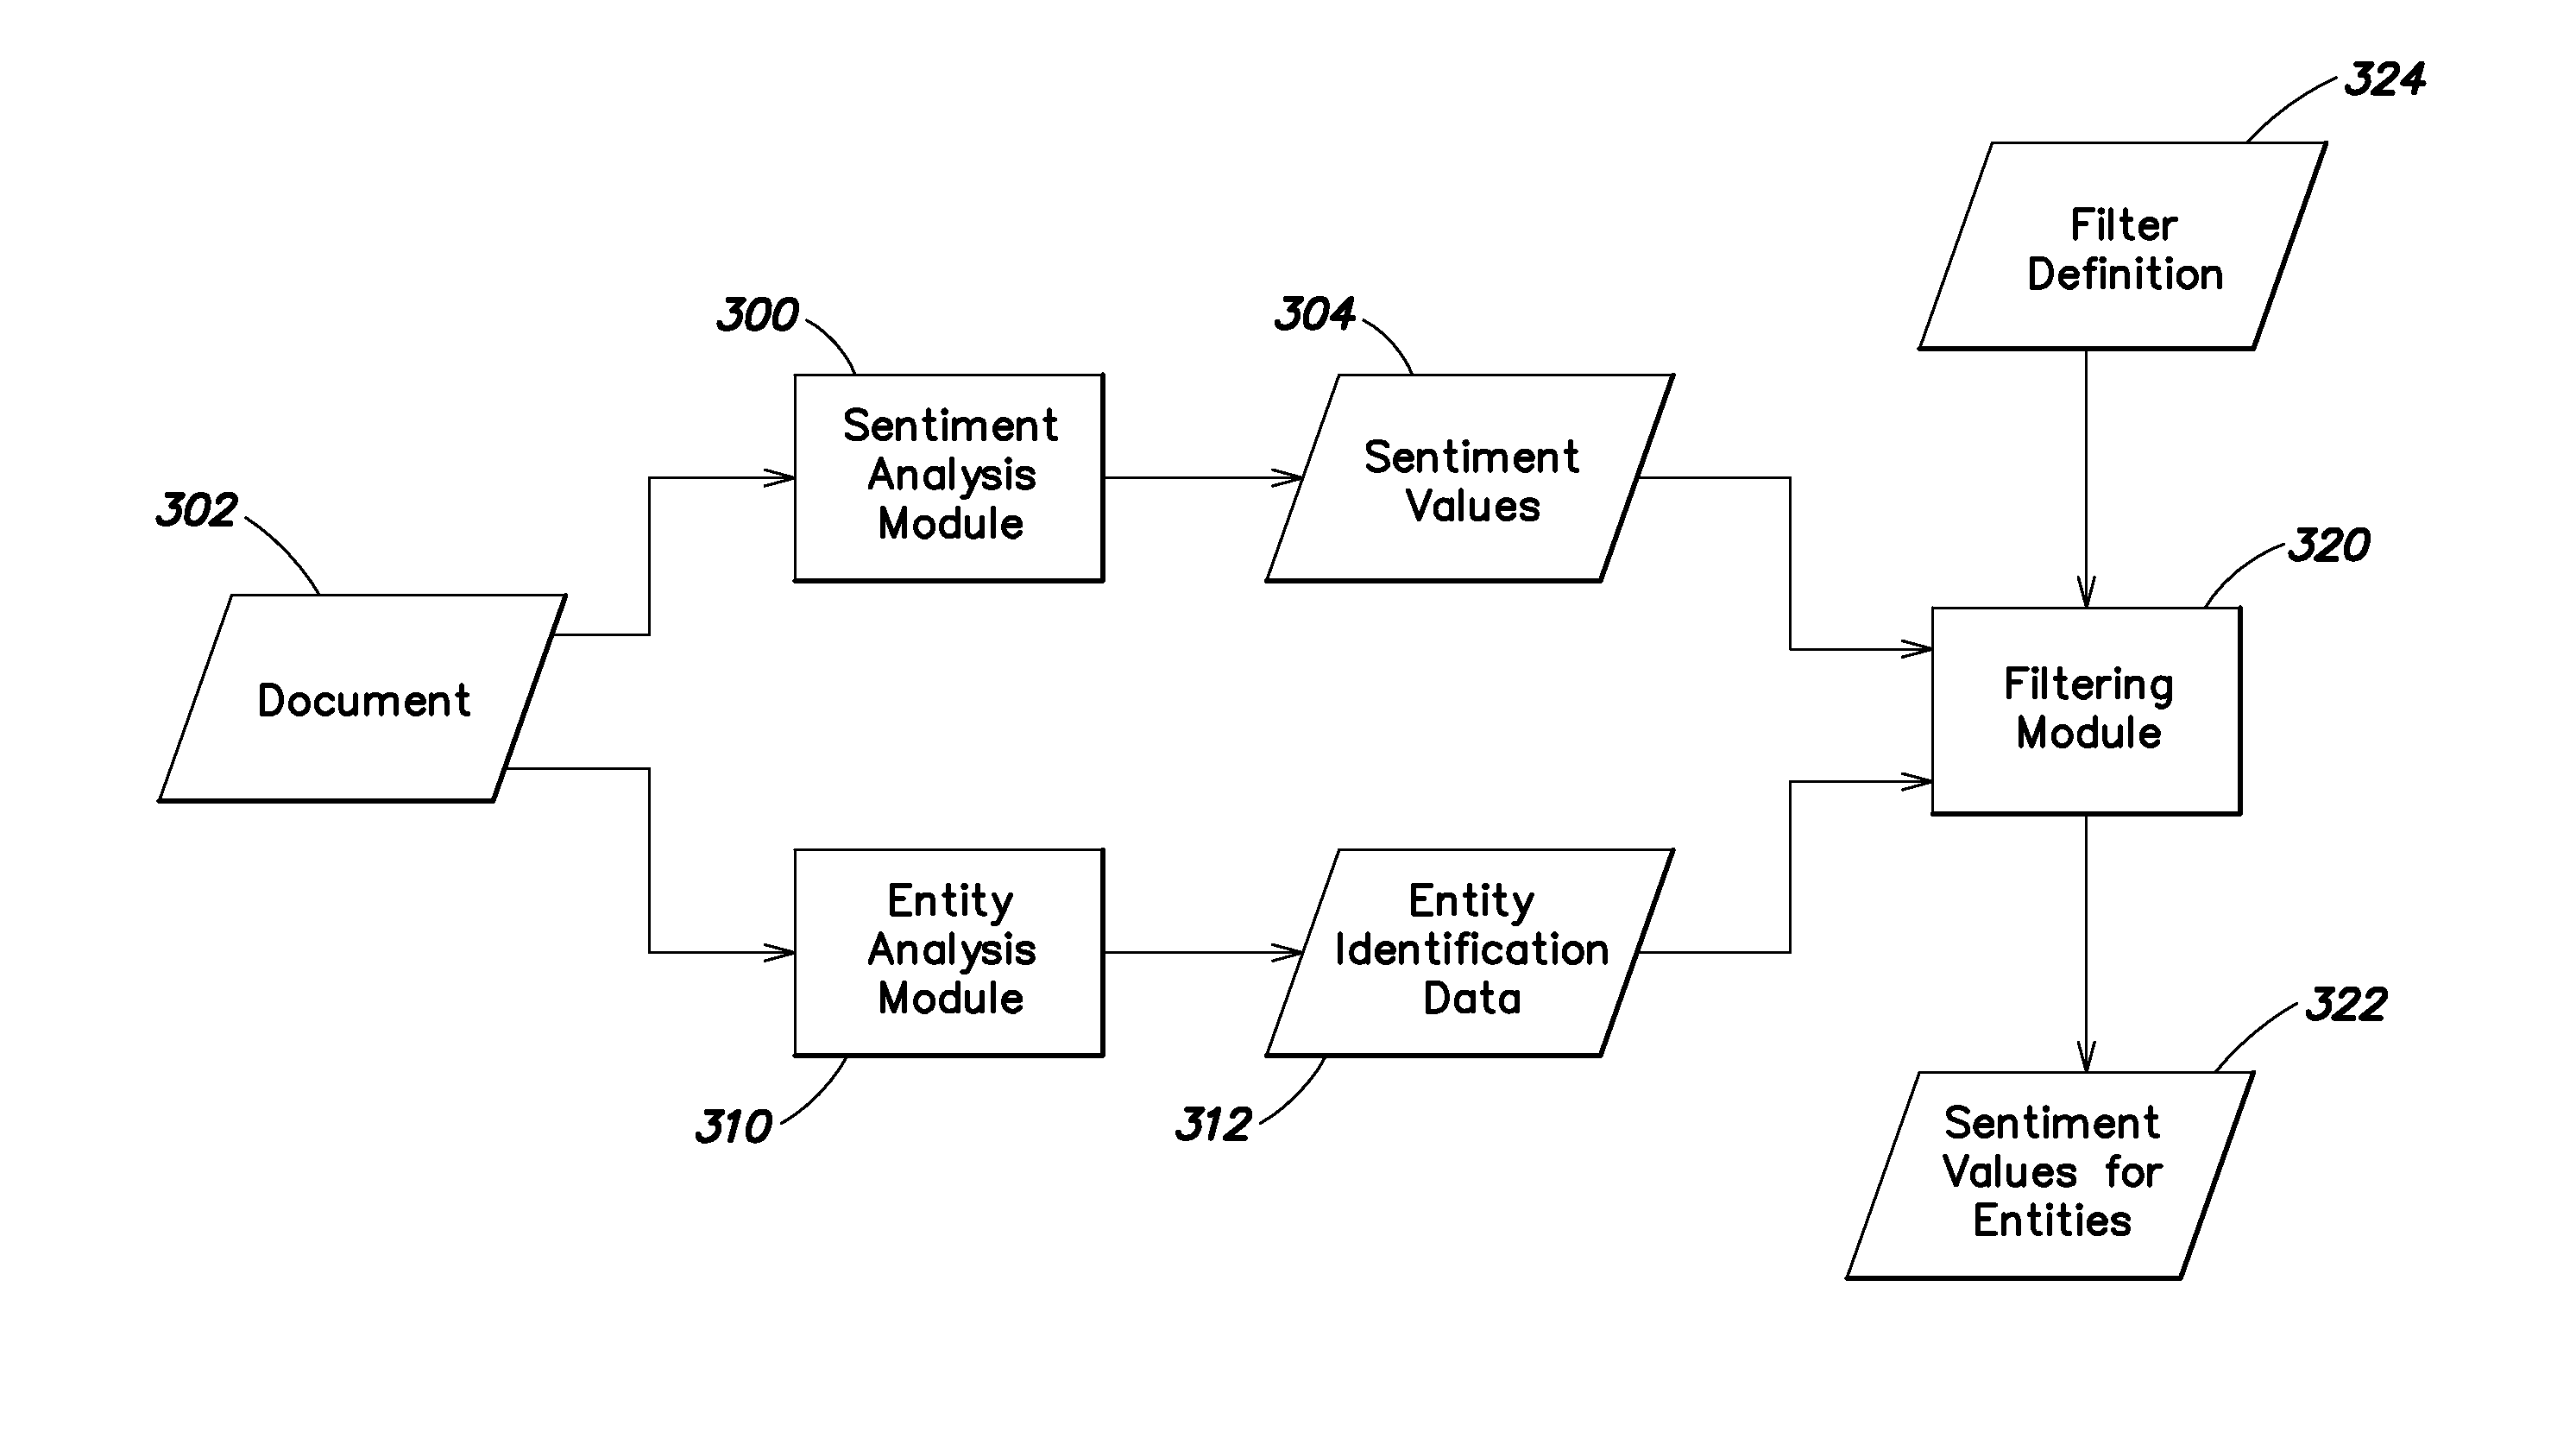 324
Filter
Definition
300
304
Sentiment
Analysis
Module
Sentiment
Values
302
320
Document
Filtering
Module
Entity
Analysis
Module
Entity
Identification
Data
310
312
322
Sentiment
Values for
Entities